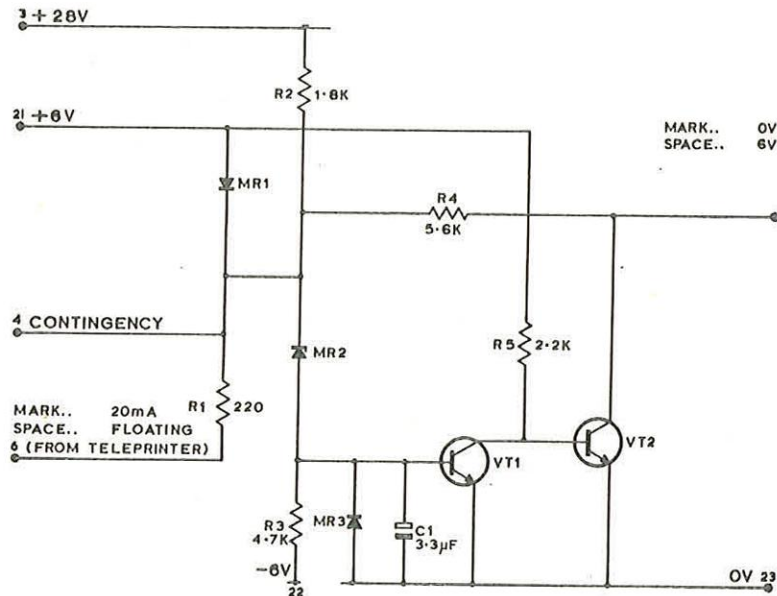 3 +28V
R2 1·8K
21 +6V
MARK.. 0V
SPACE.. 6V
MR1
R4
5·6K
4 CONTINGENCY
MR2
R5 2·2K
MARK.. 20mA
SPACE.. FLOATING
6 (FROM TELEPRINTER)
R1 220
VT1
VT2
R3
4·7K
MR3
C1
3·3µF
-6V
22
0V 23